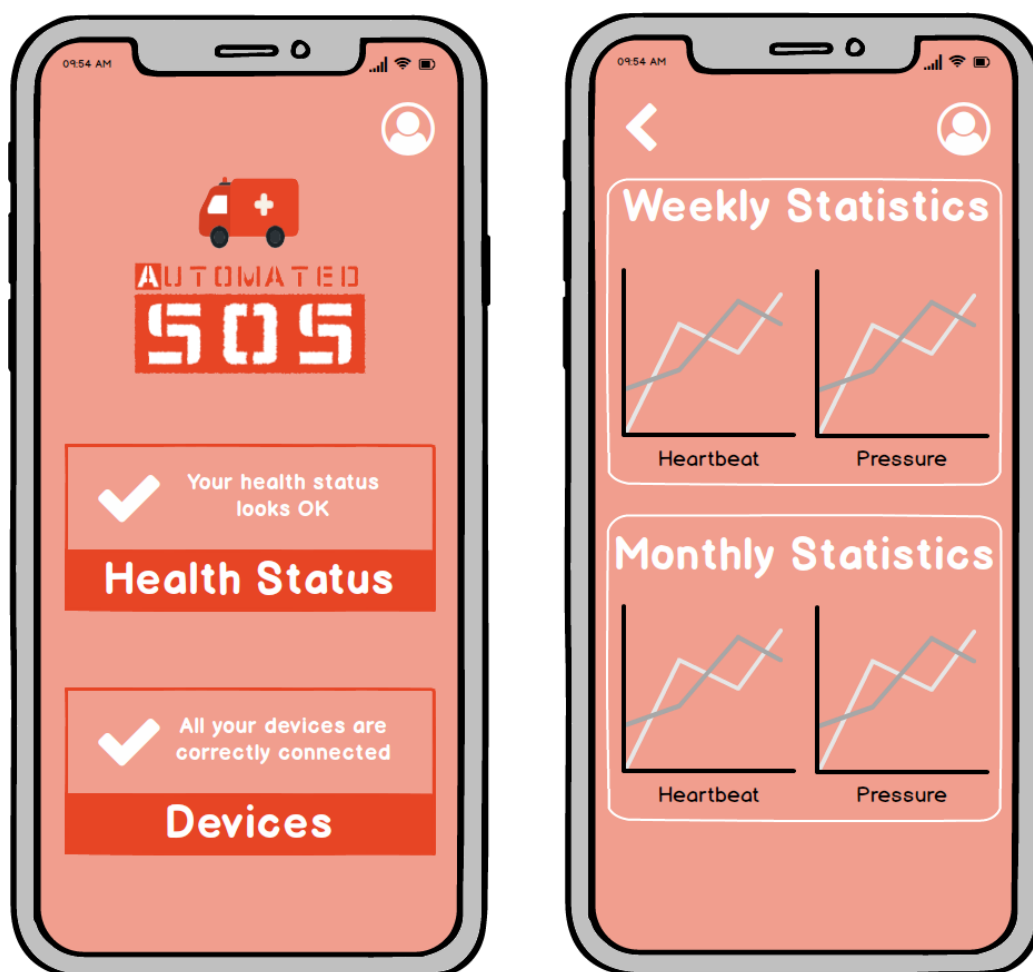 09:54 AM
AUTOMATED
SOS
Your health status
looks OK
Health Status
All your devices are
correctly connected
Devices
09:54 AM
Weekly Statistics
Heartbeat
Pressure
Monthly Statistics
Heartbeat
Pressure